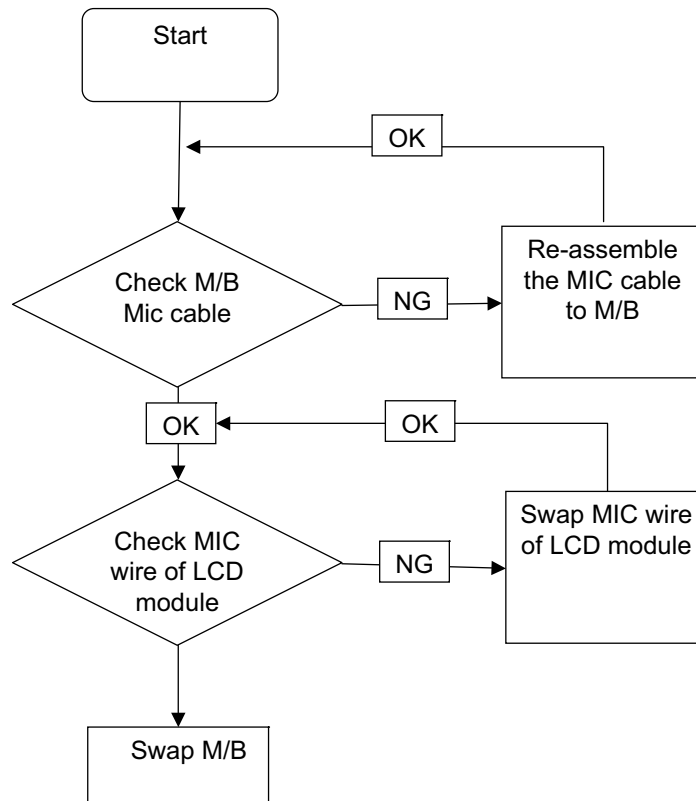 Start
OK
Check M/B
Mic cable
NG
Re-assemble
the MIC cable
to M/B
OK
OK
Check MIC
wire of LCD
module
NG
Swap MIC wire
of LCD module
Swap M/B